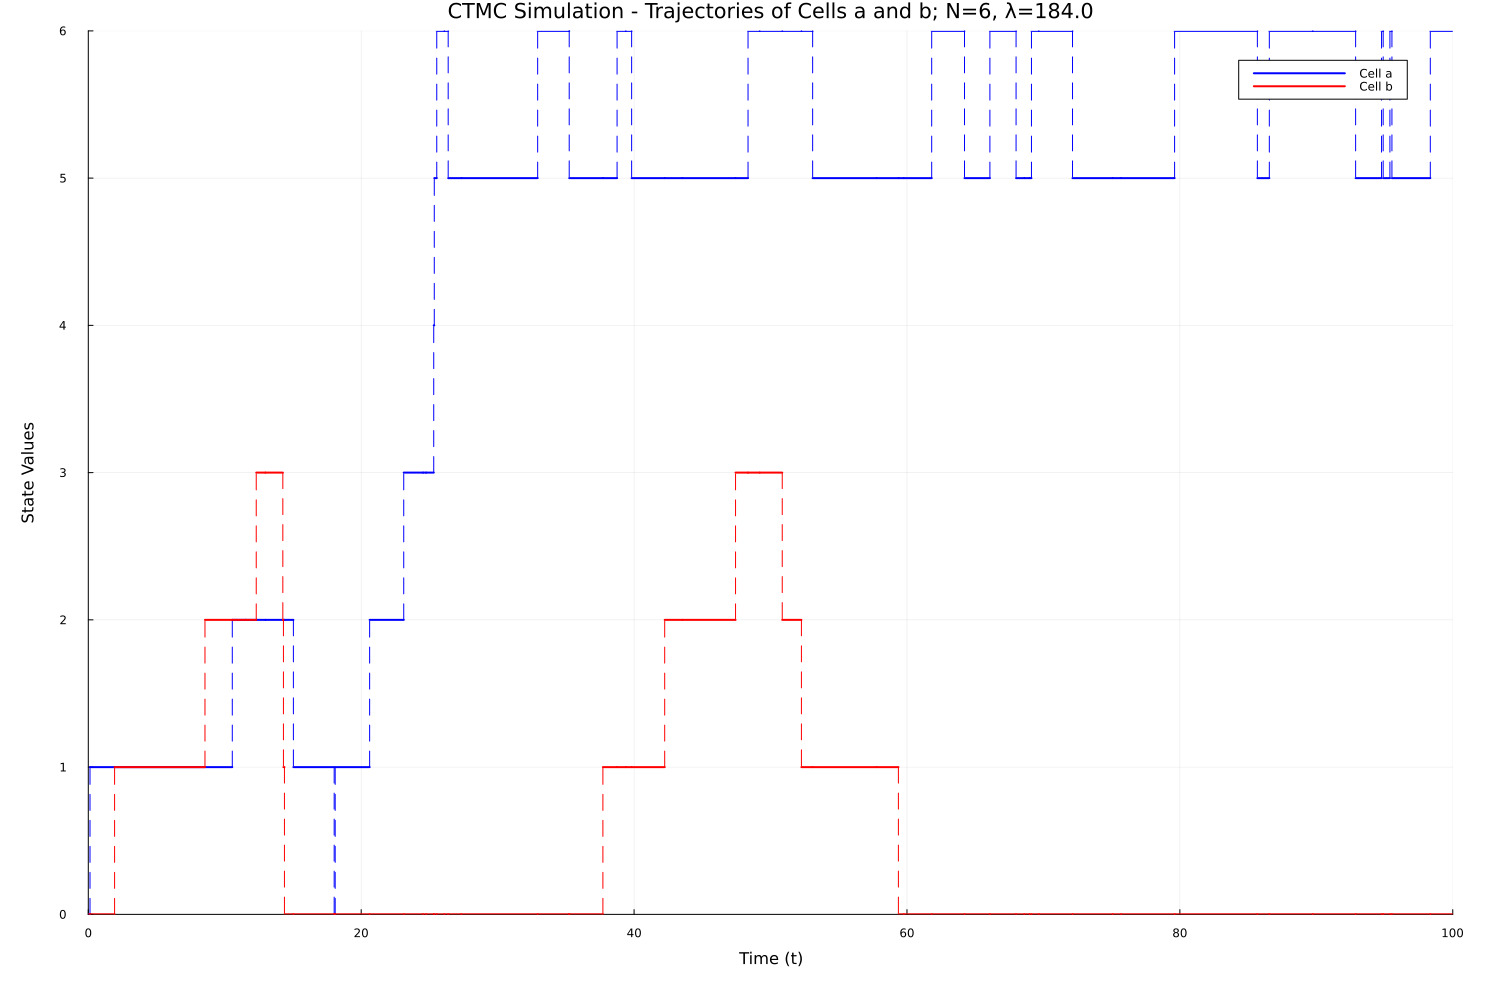 CTMC Simulation - Trajectories of Cells a and b; N=6, λ=184.0
6
Cell a
Cell b
5
4
3
2
1
0
State Values
0 20 40 60 80 100
Time (t)